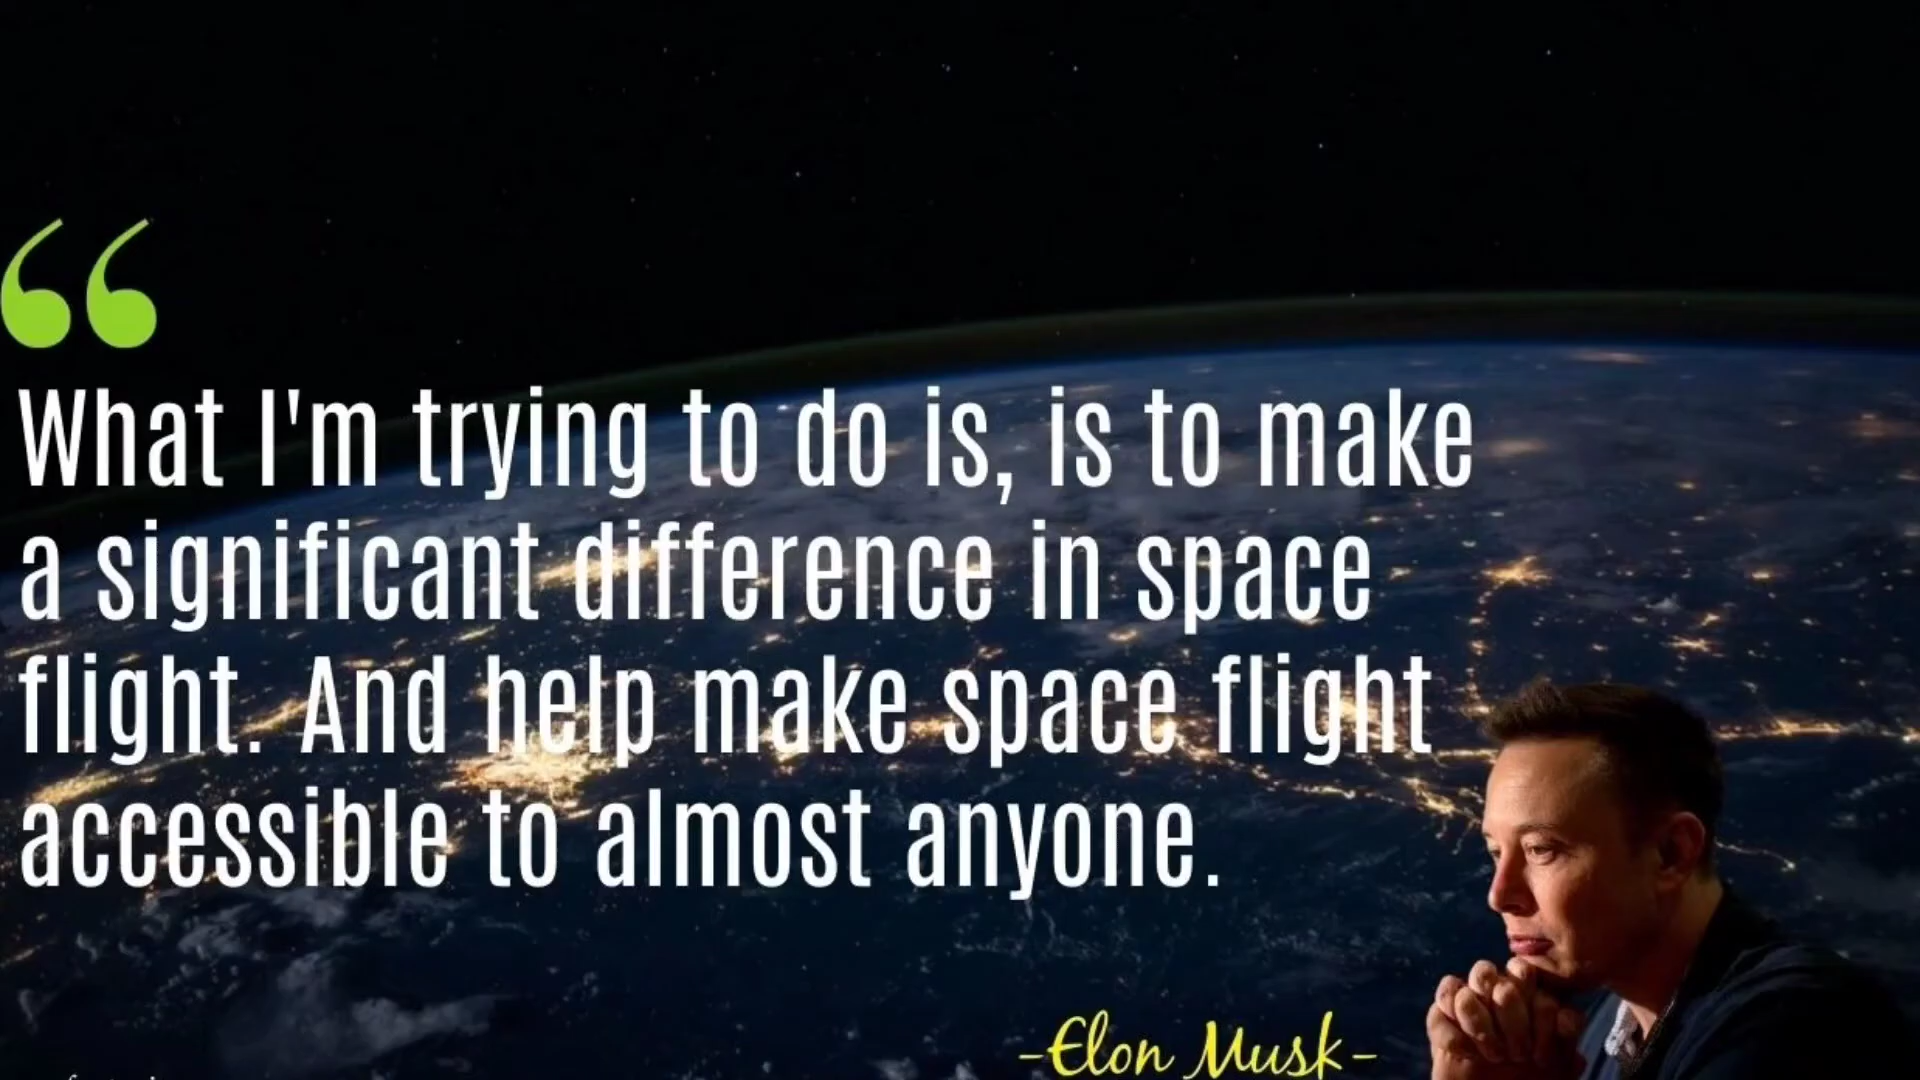 “
What I'm trying to do is, is to make
a significant difference in space
flight. And help make space flight
accessible to almost anyone.
-Elon Musk-